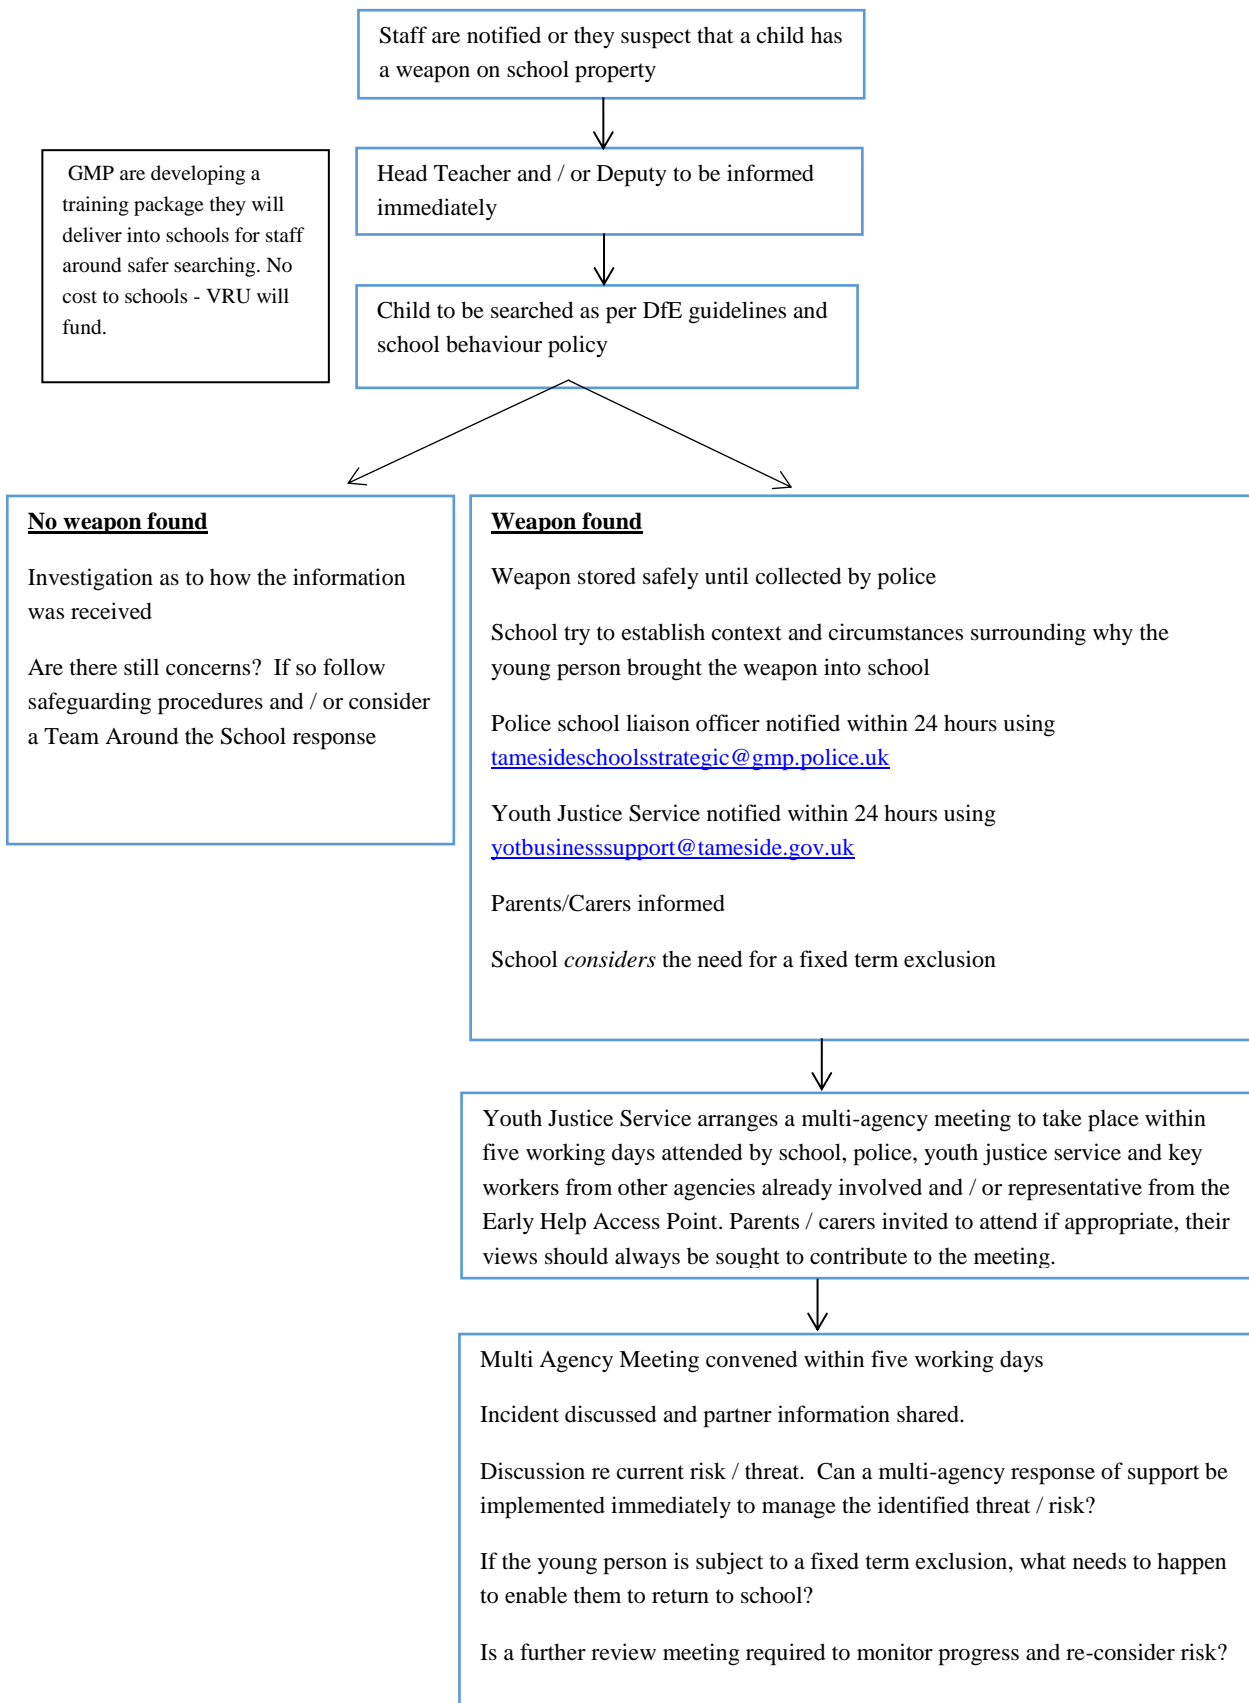 Staff are notified or they suspect that a child has
a weapon on school property
GMP are developing a
training package they will
deliver into schools for staff
around safer searching. No
cost to schools - VRU will
fund.
Head Teacher and / or Deputy to be informed
immediately
Child to be searched as per DfE guidelines and
school behaviour policy
No weapon found
Investigation as to how the information
was received
Are there still concerns?  If so follow
safeguarding procedures and / or consider
a Team Around the School response
Weapon found
Weapon stored safely until collected by police
School try to establish context and circumstances surrounding why the
young person brought the weapon into school
Police school liaison officer notified within 24 hours using
tamesideschoolsstrategic@gmp.police.uk
Youth Justice Service notified within 24 hours using
yotbusinesssupport@tameside.gov.uk
Parents/Carers informed
School considers the need for a fixed term exclusion
Youth Justice Service arranges a multi-agency meeting to take place within
five working days attended by school, police, youth justice service and key
workers from other agencies already involved and / or representative from the
Early Help Access Point. Parents / carers invited to attend if appropriate, their
views should always be sought to contribute to the meeting.
Multi Agency Meeting convened within five working days
Incident discussed and partner information shared.
Discussion re current risk / threat.  Can a multi-agency response of support be
implemented immediately to manage the identified threat / risk?
If the young person is subject to a fixed term exclusion, what needs to happen
to enable them to return to school?
Is a further review meeting required to monitor progress and re-consider risk?